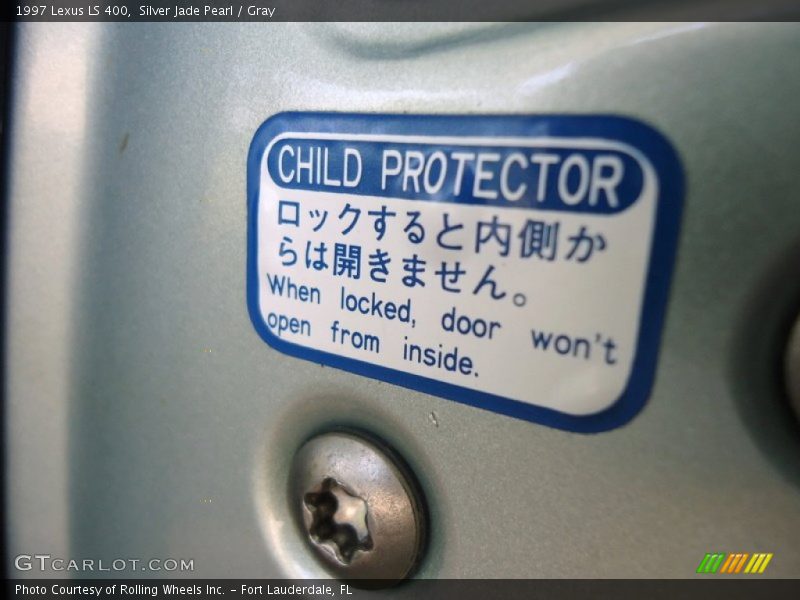 1997 Lexus LS 400,  Silver Jade Pearl / Gray
CHILD PROTECTOR
ロックすると内側か
らは開きません。
When locked, door won't
open from inside.
GTCARLOT.COM
Photo Courtesy of Rolling Wheels Inc. – Fort Lauderdale, FL